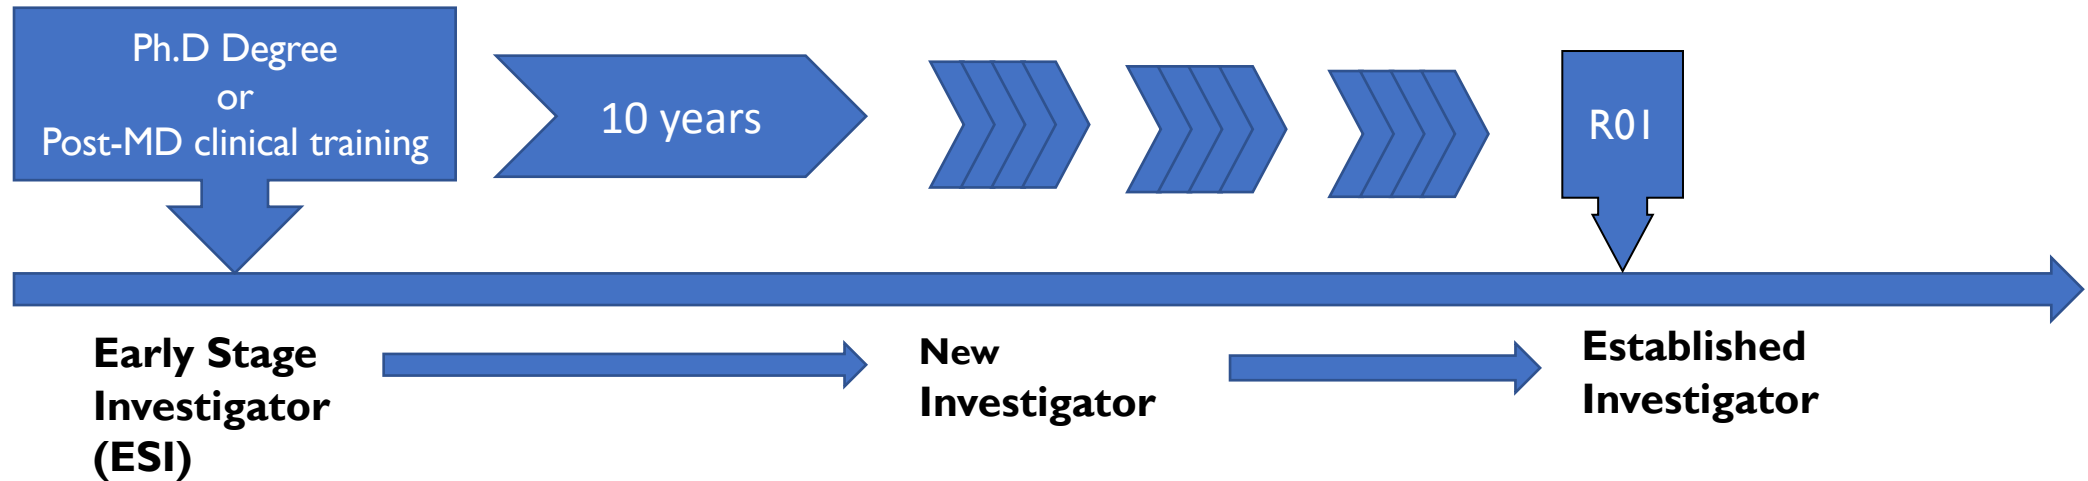 Ph.D Degree
or
Post-MD clinical training
10 years
R01
Early Stage
Investigator
(ESI)
New
Investigator
Established
Investigator